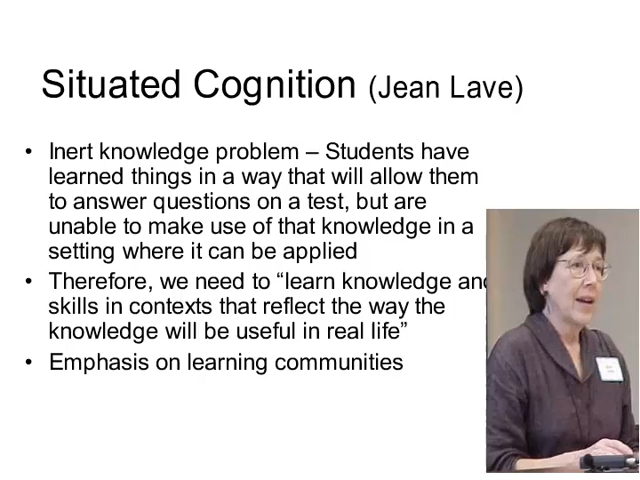 Situated Cognition (Jean Lave)
• Inert knowledge problem – Students have
learned things in a way that will allow them
to answer questions on a test, but are
unable to make use of that knowledge in a
setting where it can be applied
• Therefore, we need to “learn knowledge and
skills in contexts that reflect the way the
knowledge will be useful in real life”
• Emphasis on learning communities